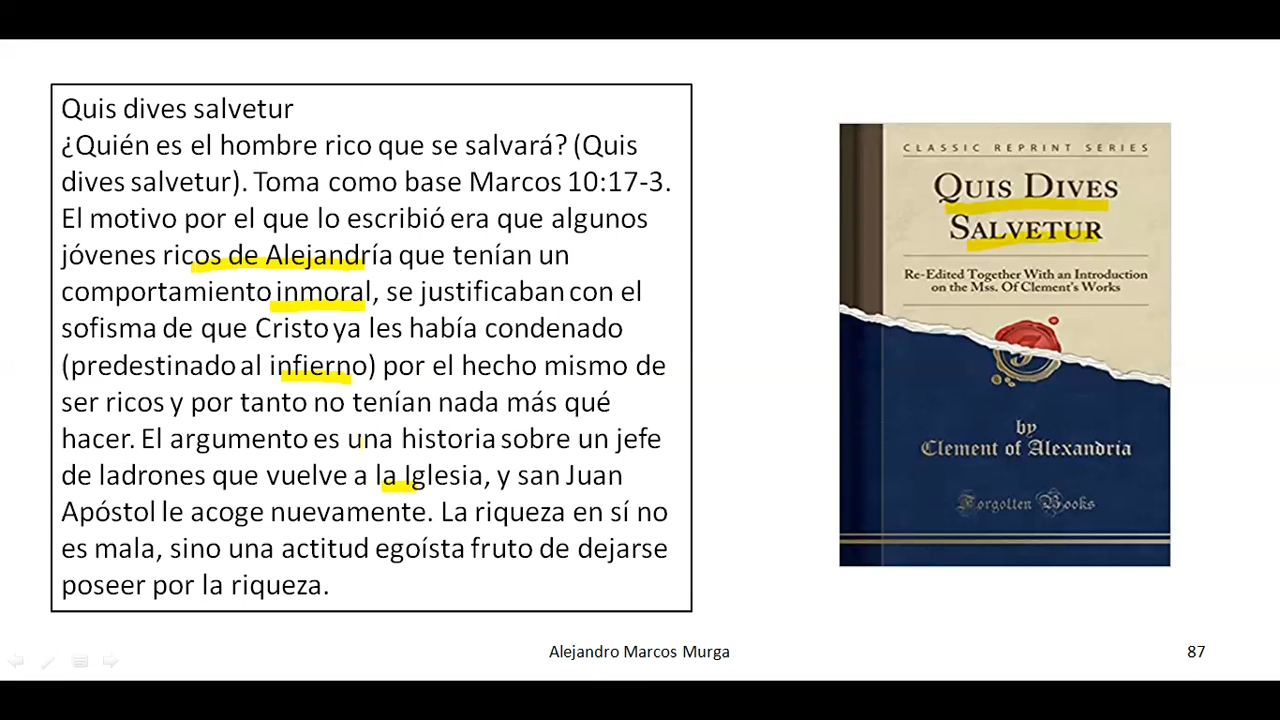 Quis dives salvetur
¿Quién es el hombre rico que se salvará? (Quis
dives salvetur). Toma como base Marcos 10:17-3.
El motivo por el que lo escribió era que algunos
jóvenes ricos de Alejandría que tenían un
comportamiento inmoral, se justificaban con el
sofisma de que Cristo ya les había condenado
(predestinado al infierno) por el hecho mismo de
ser ricos y por tanto no tenían nada más qué
hacer. El argumento es una historia sobre un jefe
de ladrones que vuelve a la Iglesia, y san Juan
Apóstol le acoge nuevamente. La riqueza en sí no
es mala, sino una actitud egoísta fruto de dejarse
poseer por la riqueza.
CLASSIC REPRINT SERIES
QUIS DIVES
SALVETUR
Re-Edited Together With an Introduction
on the Mss. Of Clement's Works
by
Clement of Alexandria
Forgotten Books
Alejandro Marcos Murga
87